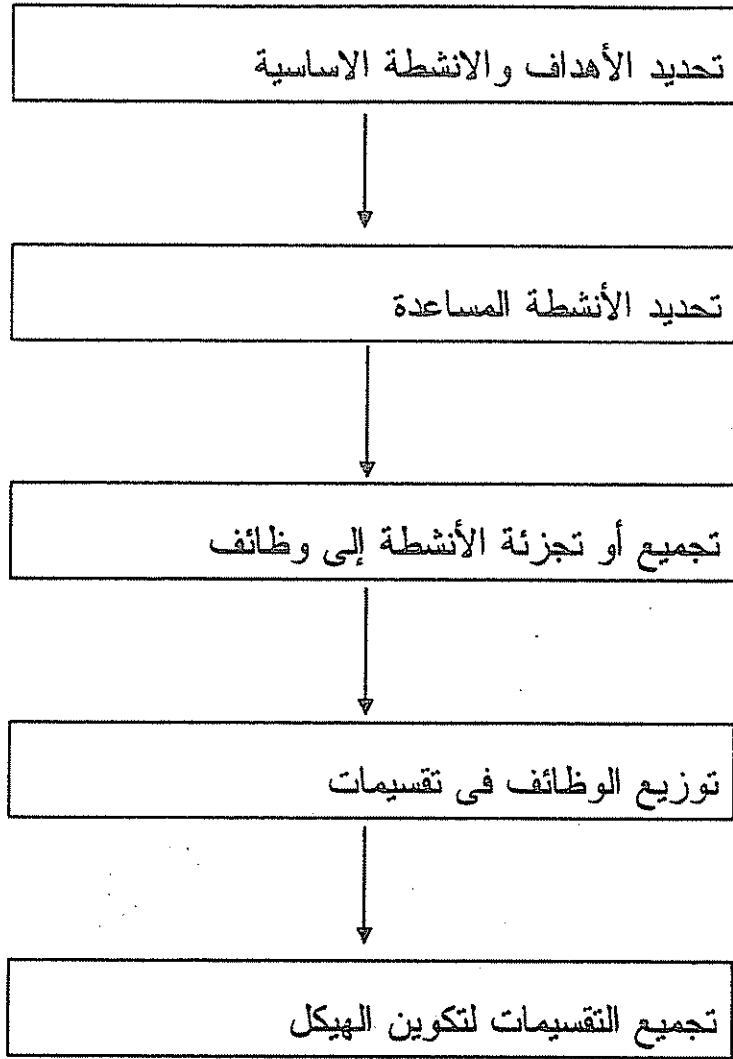 تحديد الأهداف والانشطة الاساسية
تحديد الأنشطة المساعدة
تجميع أو تجزئة الأنشطة إلى وظائف
توزيع الوظائف فى تقسيمات
تجميع التقسيمات لتكوين الهيكل